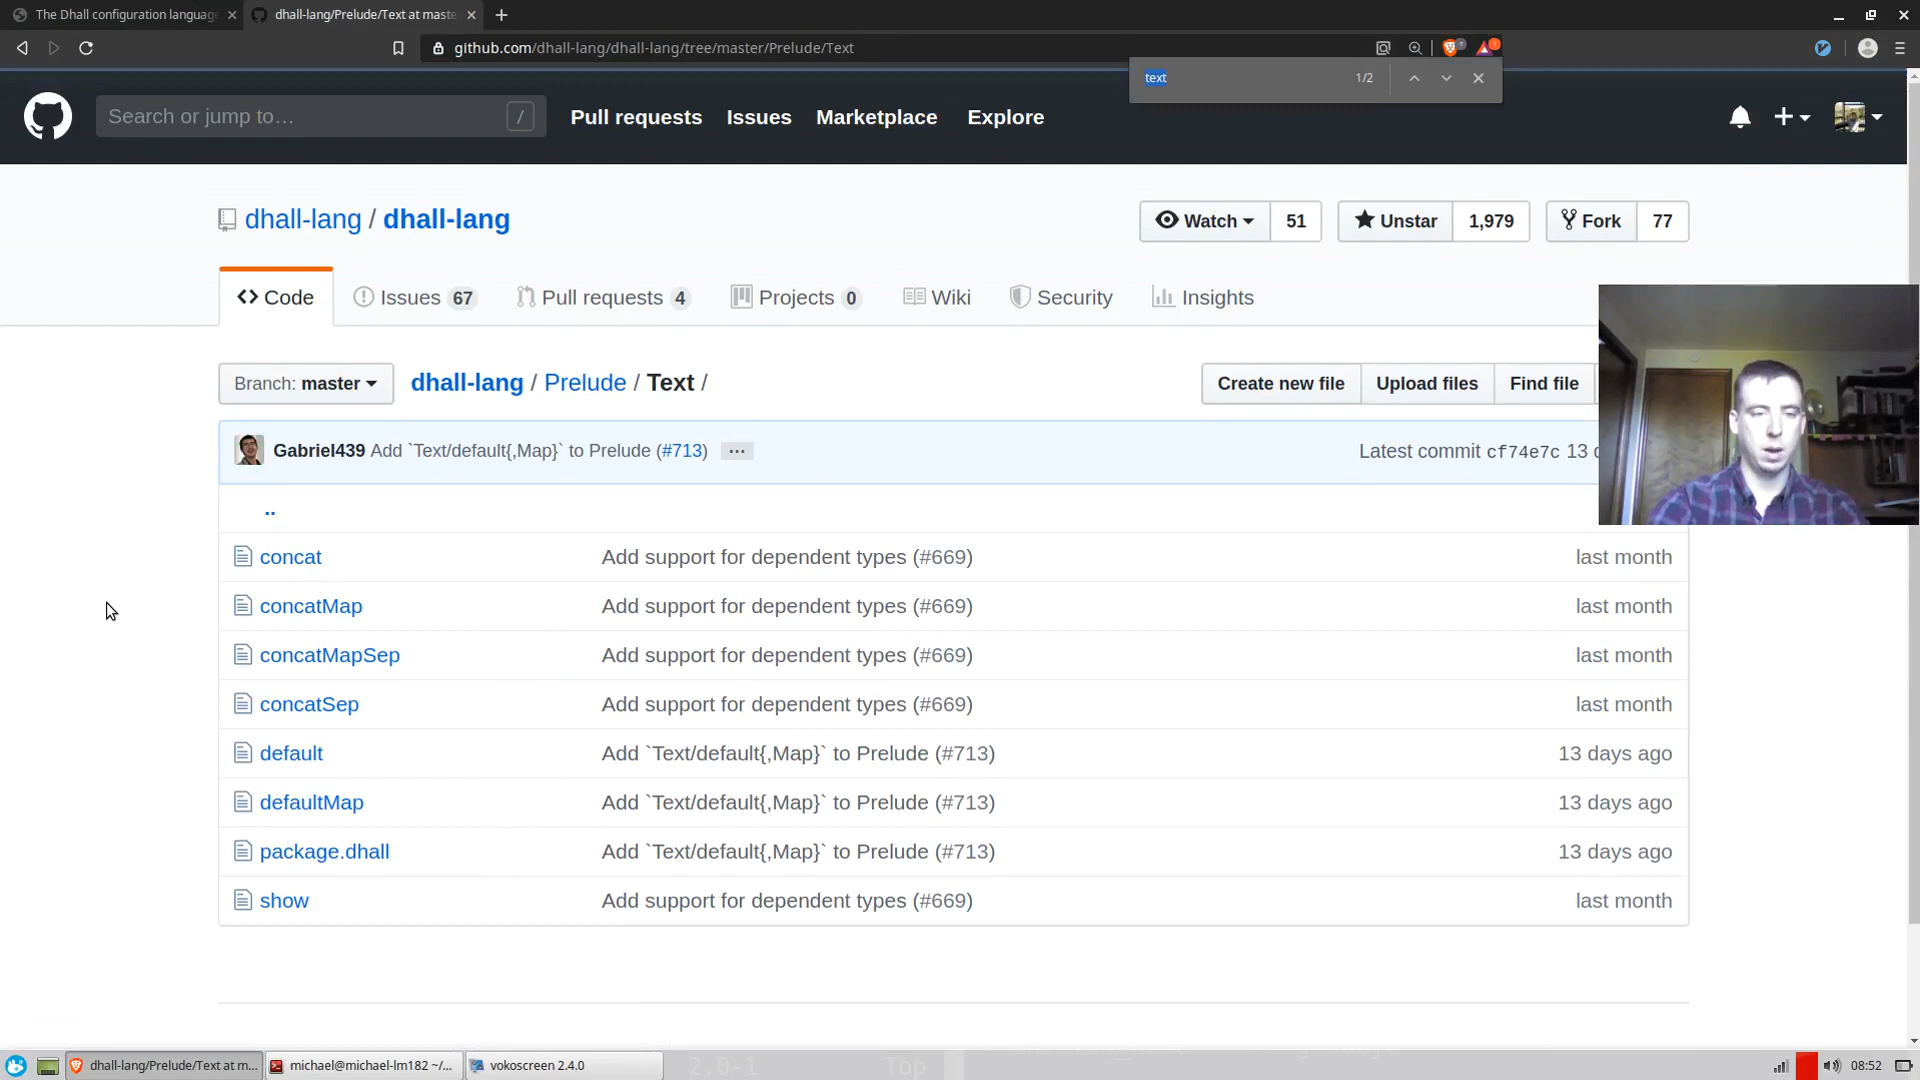 The Dhall configuration language
dhall-lang/Prelude/Text at maste
github.com/dhall-lang/dhall-lang/tree/master/Prelude/Text
text
1/2
Search or jump to…
/
Pull requests
Issues
Marketplace
Explore
dhall-lang / dhall-lang
Watch
51
Unstar
1,979
Fork
77
Code
Issues 67
Pull requests 4
Projects 0
Wiki
Security
Insights
Branch: master
dhall-lang / Prelude / Text /
Create new file
Upload files
Find file
Gabriel439 Add `Text/default{,Map}` to Prelude (#713)
...
Latest commit cf74e7c 13
..
concat Add support for dependent types (#669) last month
concatMap Add support for dependent types (#669) last month
concatMapSep Add support for dependent types (#669) last month
concatSep Add support for dependent types (#669) last month
default Add `Text/default{,Map}` to Prelude (#713) 13 days ago
defaultMap Add `Text/default{,Map}` to Prelude (#713) 13 days ago
package.dhall Add `Text/default{,Map}` to Prelude (#713) 13 days ago
show Add support for dependent types (#669) last month
dhall-lang/Prelude/Text at m...
michael@michael-lm182 ~/...
vokoscreen 2.4.0
2,0-1
Top
08:52